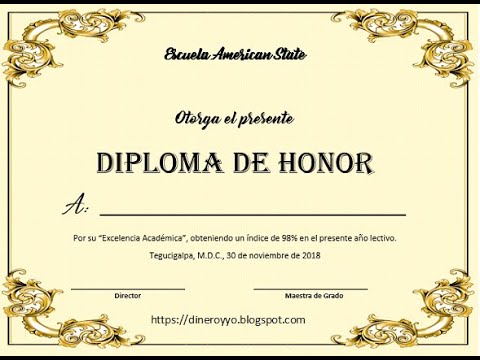 Escuela American State
Otorga el presente
DIPLOMA DE HONOR
A:
Por su “Excelencia Académica”, obteniendo un índice de 98% en el presente año lectivo.
Tegucigalpa, M.D.C., 30 de noviembre de 2018
Director Maestra de Grado
https://dineroyyo.blogspot.com